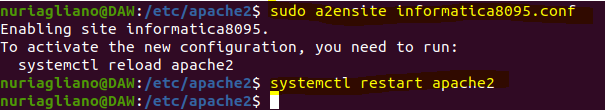 nuriagliano@DAW:/etc/apache2$ sudo a2ensite informatica8095.conf
Enabling site informatica8095.
To activate the new configuration, you need to run:
  systemctl reload apache2
nuriagliano@DAW:/etc/apache2$ systemctl restart apache2
nuriagliano@DAW:/etc/apache2$